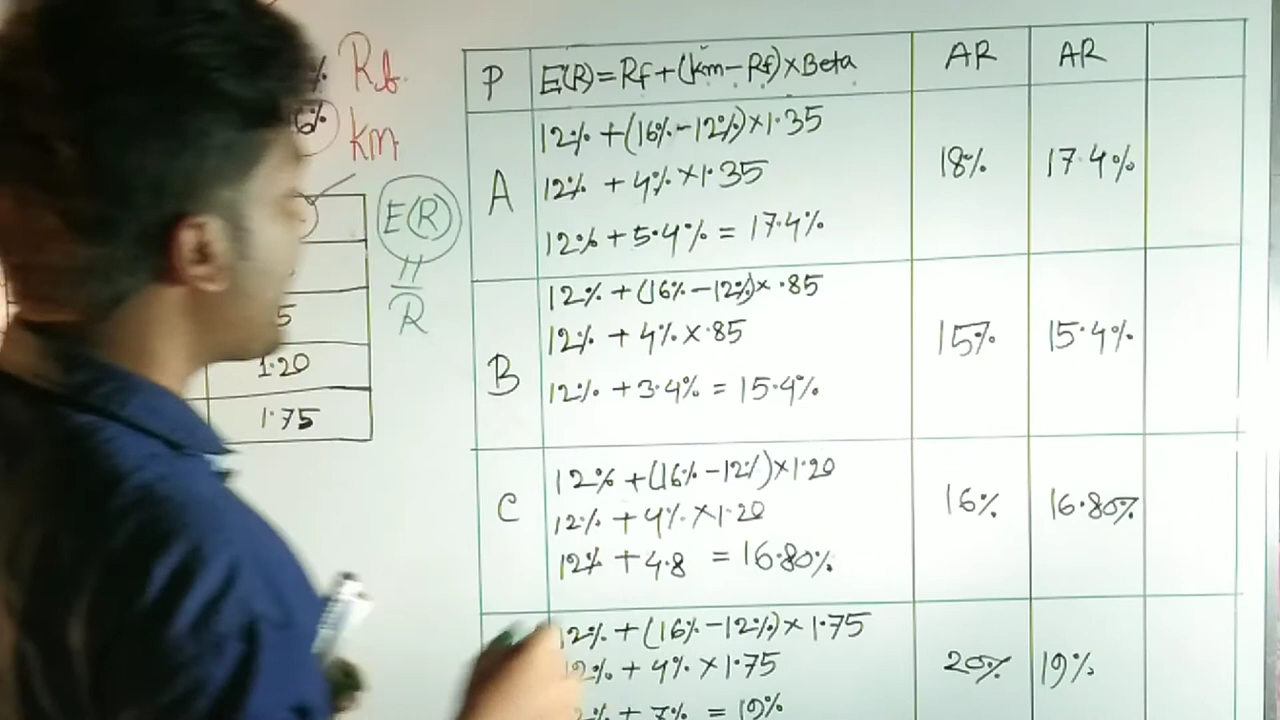 % Rf
6% km
E(R)
=
R
5
1.20
1.75
P E(R)=Rf+(km-Rf)×Beta AR AR
12%+(16%-12%)×1.35
A 12% + 4%×1.35 18% 17.4%
12%+5.4% = 17.4%
12%+(16%-12%)×.85
12% + 4%×.85 15% 15.4%
B 12% +3.4% = 15.4%
12% +(16%-12%)×1.20
C 12% + 4%×1.20 16% 16.80%
12% + 4.8 = 16.80%
12%+(16%-12%)×1.75
12% + 4% ×1.75 20% 19%
% + 7% = 19%